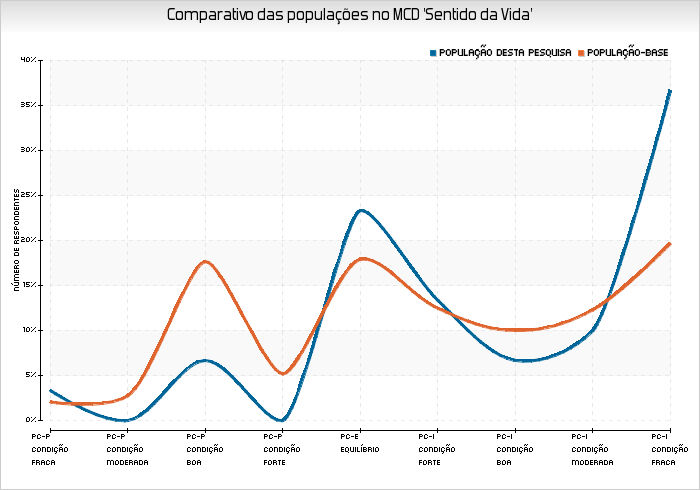 Comparativo das populações no MCD 'Sentido da Vida'
POPULAÇÃO DESTA PESQUISA POPULAÇÃO-BASE
NÚMERO DE RESPONDENTES
40%
35%
30%
25%
20%
15%
10%
5%
0%
PC-P PC-P PC-P PC-P PC-E PC-I PC-I PC-I PC-I
CONDIÇÃO CONDIÇÃO CONDIÇÃO CONDIÇÃO EQUILÍBRIO CONDIÇÃO CONDIÇÃO CONDIÇÃO CONDIÇÃO
FRACA MODERADA BOA FORTE FORTE BOA MODERADA FRACA